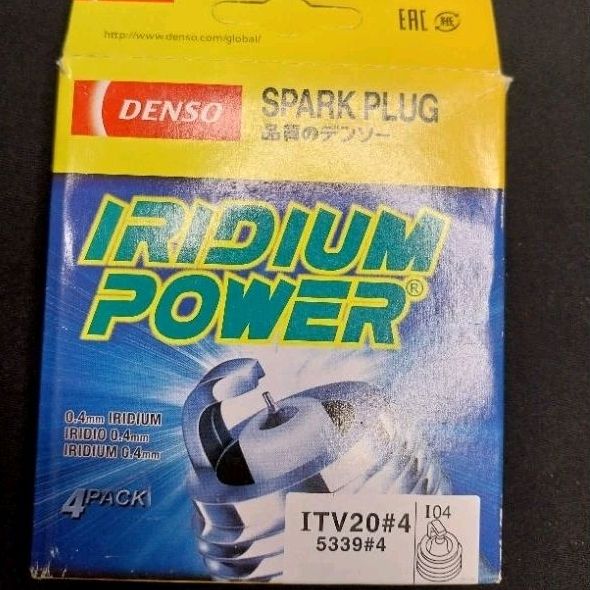 http://www.denso.com/global/
EAC
DENSO
SPARK PLUG
品質のデンソー
IRIDIUM
POWER®
0.4mm IRIDIUM
IRIDIO 0.4mm
IRIDIUM 0.4mm
4PACK
ITV20#4
5339#4
I04